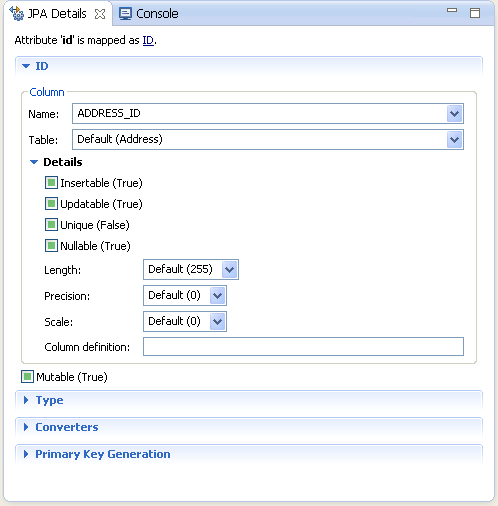 JPA Details Console
Attribute 'id' is mapped as ID.
ID
Column
Name: ADDRESS_ID
Table: Default (Address)
Details
Insertable (True)
Updatable (True)
Unique (False)
Nullable (True)
Length: Default (255)
Precision: Default (0)
Scale: Default (0)
Column definition:
Mutable (True)
Type
Converters
Primary Key Generation